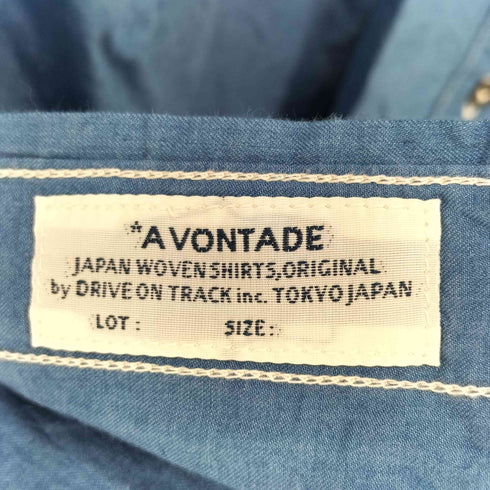 *A VONTADE
JAPAN WOVEN SHIRTS, ORIGINAL
by DRIVE ON TRACK inc. TOKYO JAPAN
LOT : SIZE :